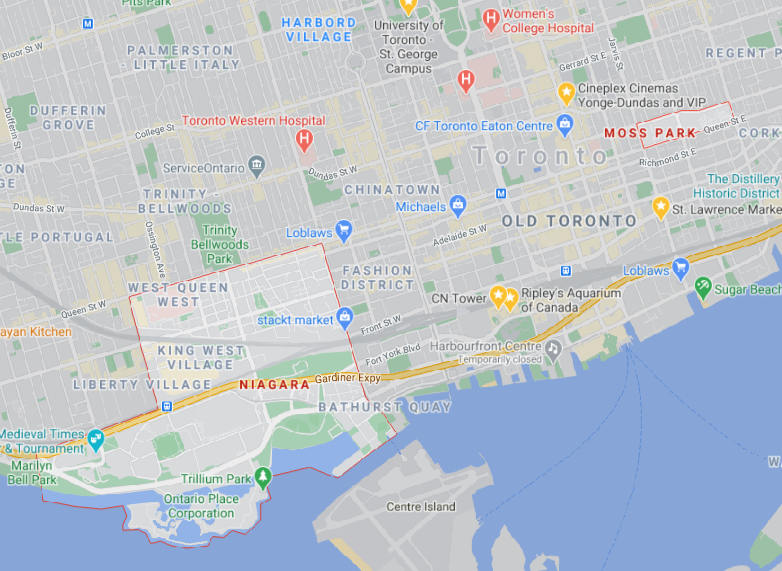 Pits Park
Bloor St W
HARBORD
VILLAGE
University of
Toronto -
St. George
Campus
Women's
College Hospital
PALMERSTON
LITTLE ITALY
Jarvis St
Gerrard St E
REGENT P
Cineplex Cinemas
Yonge-Dundas and VIP
DUFFERIN
GROVE
Dufferin St
College St
Toronto Western Hospital
CF Toronto Eaton Centre
MOSS PARK
Queen St E
CORK
Richmond St E
Toronto
ServiceOntario
Dundas St W
CHINATOWN
The Distillery
Historic District
TRINITY -
BELLWOODS
Michaels
Dundas St W
OLD TORONTO
St. Lawrence Marke
Ossington Ave
Trinity
Bellwoods
Park
Loblaws
Adelaide St W
TLE PORTUGAL
FASHION
DISTRICT
Loblaws
WEST QUEEN
WEST
CN Tower
Ripley's Aquarium
of Canada
Sugar Beach
Queen St W
stackt market
Front St W
ayan Kitchen
KING WEST
VILLAGE
Fort York Blvd
Harbourfront Centre
Temporarily closed
LIBERTY VILLAGE
NIAGARA
Gardiner Expy
BATHURST QUAY
Medieval Times
& Tournament
Marilyn
Bell Park
Trillium Park
Ontario Place
Corporation
Centre Island
W